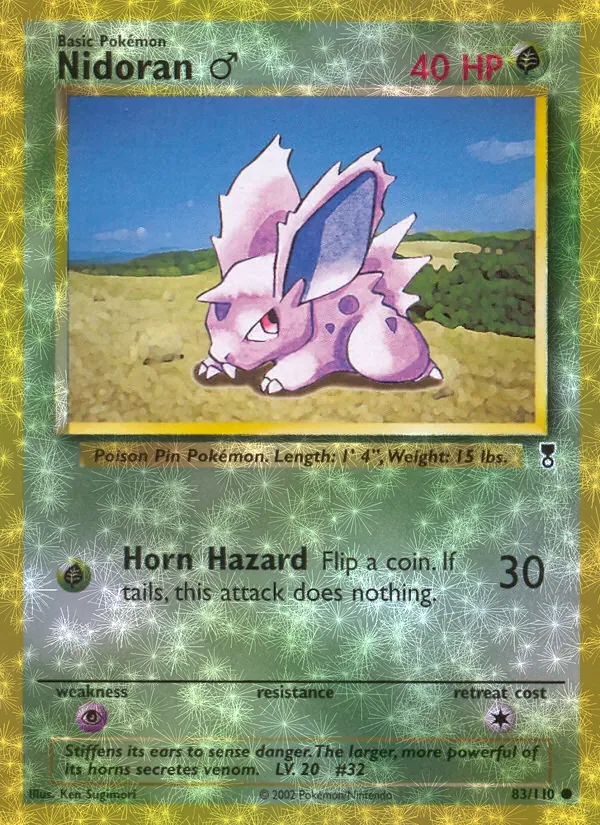 Basic Pokémon
Nidoran ♂ 40 HP
Poison Pin Pokémon. Length: 1' 4", Weight: 15 lbs.
Horn Hazard Flip a coin. If 30
tails, this attack does nothing.
weakness resistance retreat cost
Stiffens its ears to sense danger. The larger, more powerful of
its horns secretes venom. LV. 20 #32
Illus. Ken Sugimori © 2002 Pokémon/Nintendo 83/110